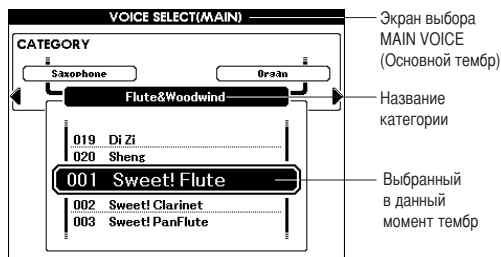 VOICE SELECT(MAIN)
CATEGORY
Saxophone
Organ
Flute&Woodwind
019 Di Zi
020 Sheng
001 Sweet! Flute
002 Sweet! Clarinet
003 Sweet! PanFlute
Экран выбора
MAIN VOICE
(Основной тембр)
Название
категории
Выбранный
в данный
момент тембр